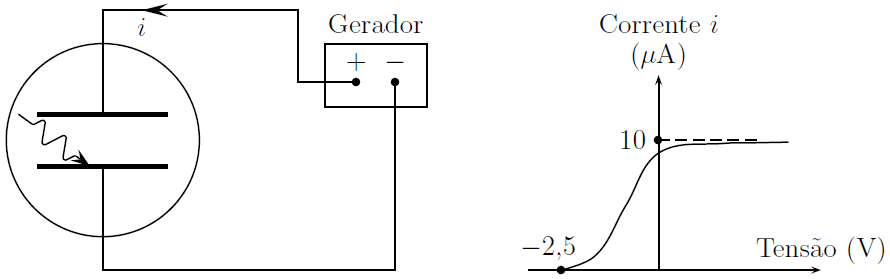 Gerador
+ −
i
Corrente i
(μA)
10
−2,5
Tensão (V)